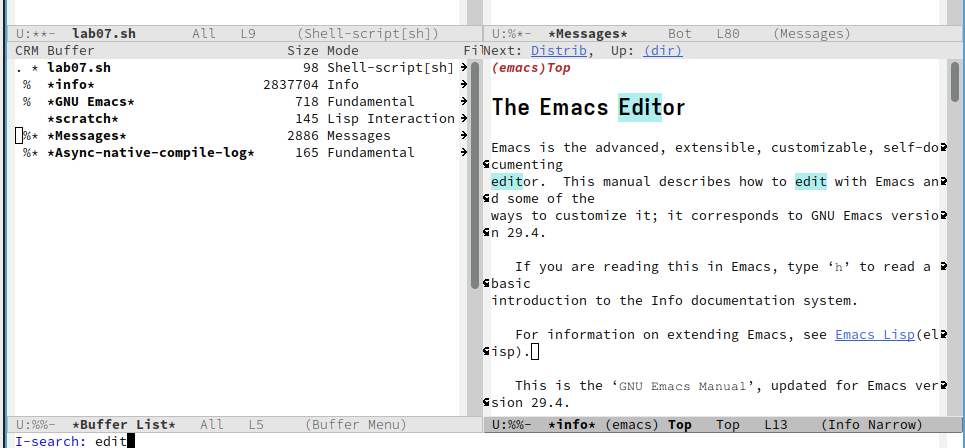 U:**-  lab07.sh       All   L9     (Shell-script[sh])
CRM Buffer                Size Mode             Fil
. * lab07.sh                98 Shell-script[sh]
 %  *info*             2837704 Info
 %  *GNU Emacs*            718 Fundamental
    *scratch*              145 Lisp Interaction
 %* *Messages*            2886 Messages
 %* *Async-native-compile-log*     165 Fundamental
U:%%-  *Buffer List*   All   L5     (Buffer Menu)
U:%*-  *Messages*     Bot   L80    (Messages)
Next: Distrib,  Up: (dir)
(emacs)Top
The Emacs Editor
Emacs is the advanced, extensible, customizable, self-do
cumenting
editor.  This manual describes how to edit with Emacs an
d some of the
ways to customize it; it corresponds to GNU Emacs versio
n 29.4.
   If you are reading this in Emacs, type ‘h’ to read a
basic
introduction to the Info documentation system.
   For information on extending Emacs, see Emacs Lisp(el
isp).
   This is the ‘GNU Emacs Manual’, updated for Emacs ver
sion 29.4.
U:%%-  *info* (emacs) Top   Top   L13    (Info Narrow)
I-search: edit